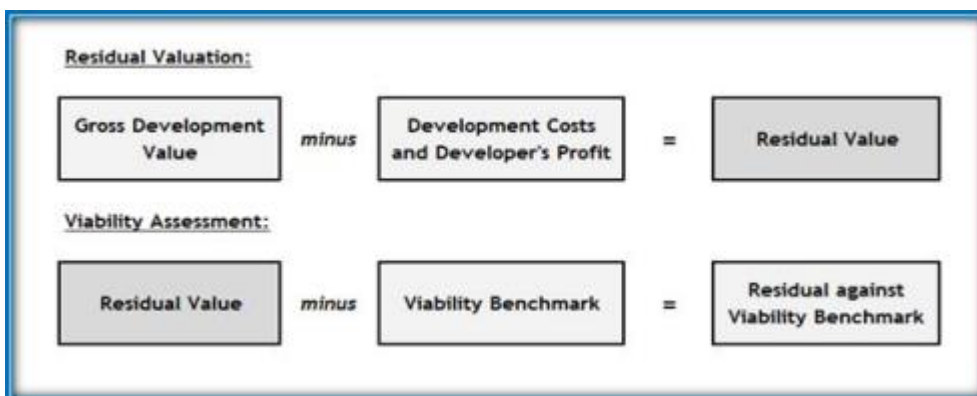 Residual Valuation:
Gross Development
Value
minus
Development Costs
and Developer's Profit
=
Residual Value
Viability Assessment:
Residual Value
minus
Viability Benchmark
=
Residual against
Viability Benchmark